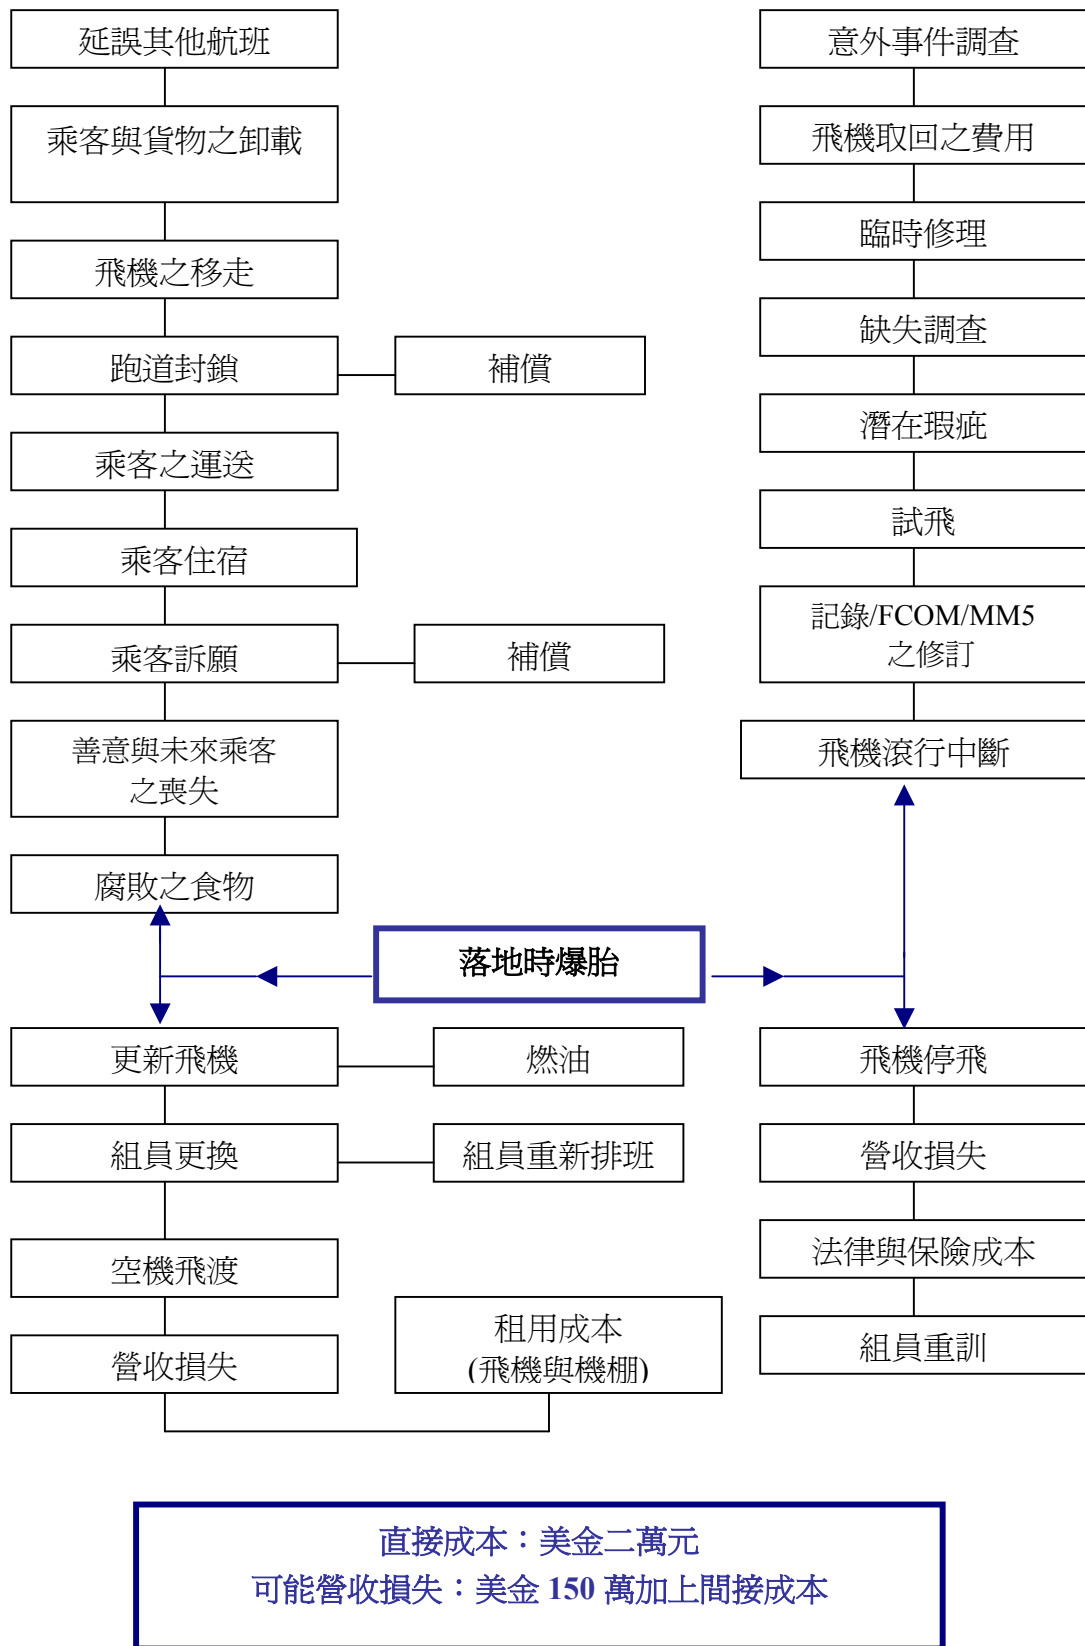 延誤其他航班
乘客與貨物之卸載
飛機之移走
跑道封鎖
補償
乘客之運送
乘客住宿
乘客訴願
補償
善意與未來乘客
之喪失
腐敗之食物
意外事件調查
飛機取回之費用
臨時修理
缺失調查
潛在瑕疵
試飛
記錄/FCOM/MM5
之修訂
飛機滾行中斷
落地時爆胎
更新飛機
燃油
組員更換
組員重新排班
空機飛渡
營收損失
租用成本
(飛機與機棚)
飛機停飛
營收損失
法律與保險成本
組員重訓
直接成本：美金二萬元
可能營收損失：美金 150 萬加上間接成本